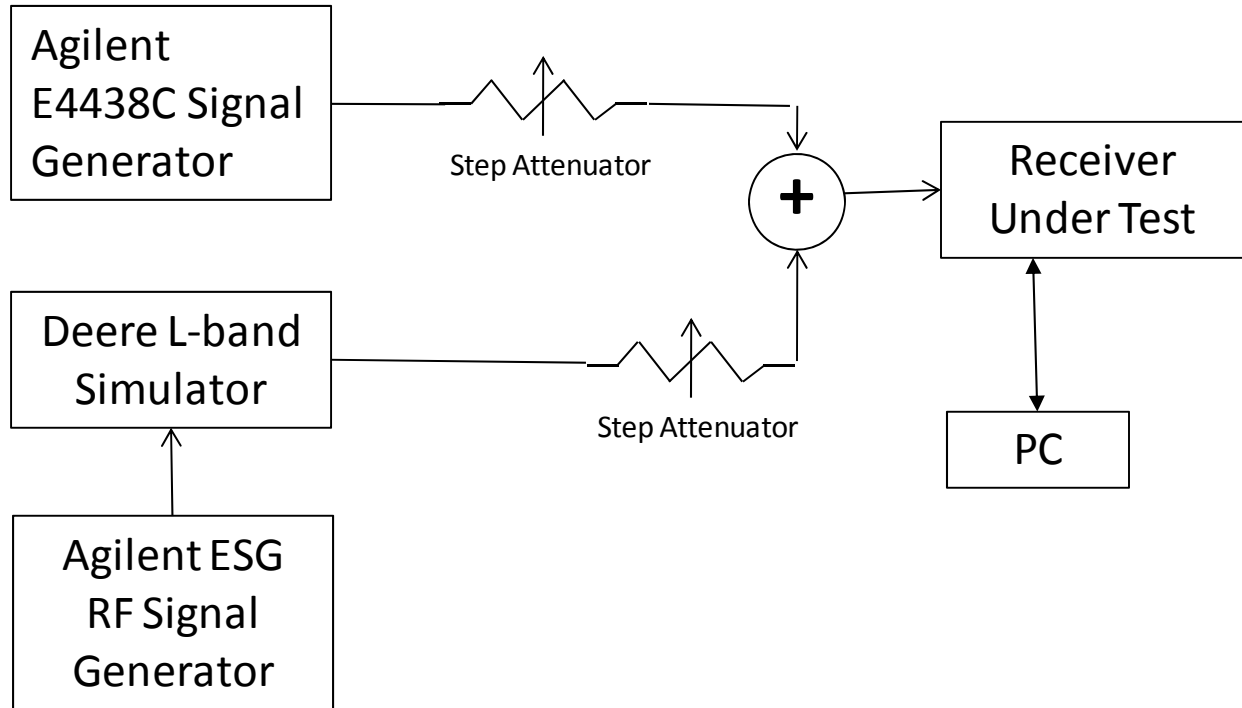 Agilent
E4438C Signal
Generator
Step Attenuator
+
Receiver
Under Test
Deere L-band
Simulator
Step Attenuator
PC
Agilent ESG
RF Signal
Generator